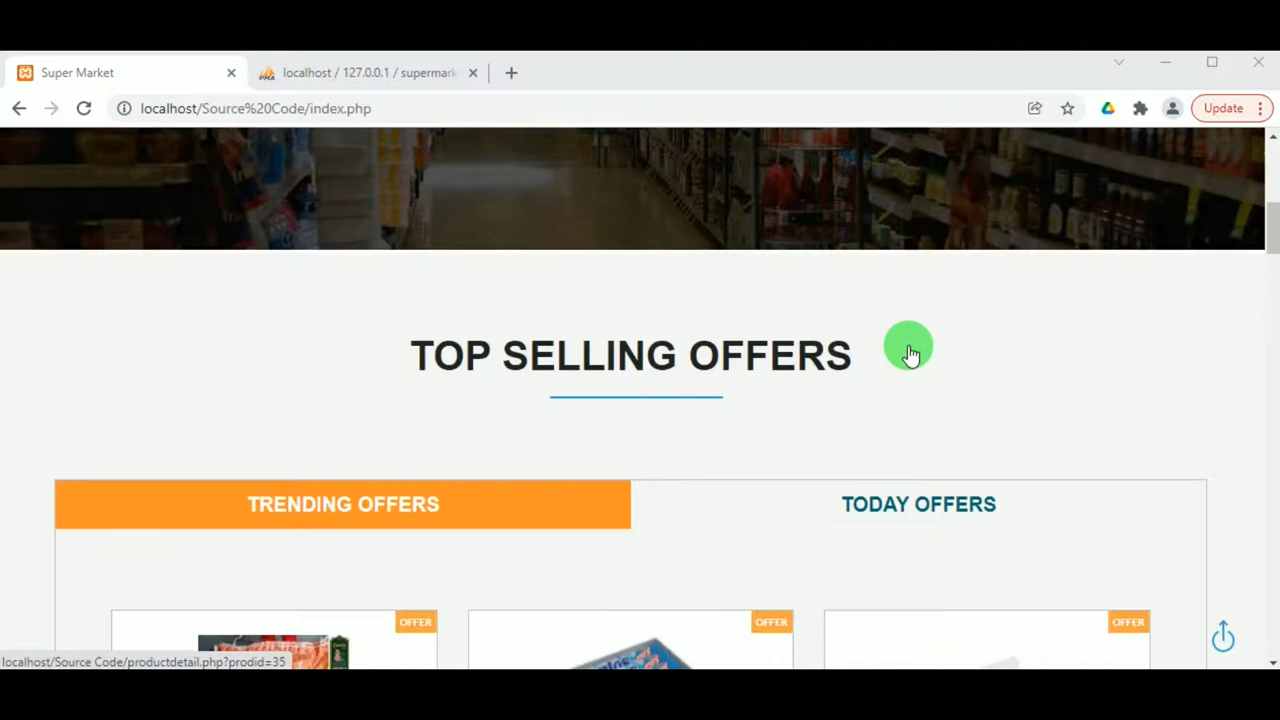 Super Market
localhost / 127.0.0.1 / supermark
localhost/Source%20Code/index.php
Update
TOP SELLING OFFERS
TRENDING OFFERS
TODAY OFFERS
OFFER
OFFER
OFFER
localhost/Source Code/productdetail.php?prodid=35